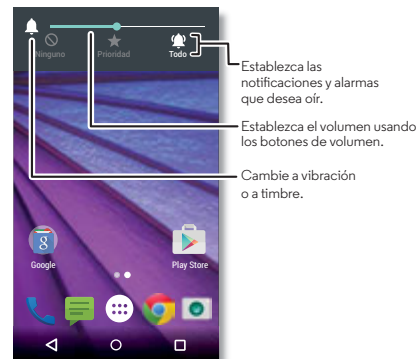 Ninguno Prioridad Todo
Establezca las
notificaciones y alarmas
que desea oír.
Establezca el volumen usando
los botones de volumen.
Cambie a vibración
o a timbre.
8
Google Play Store